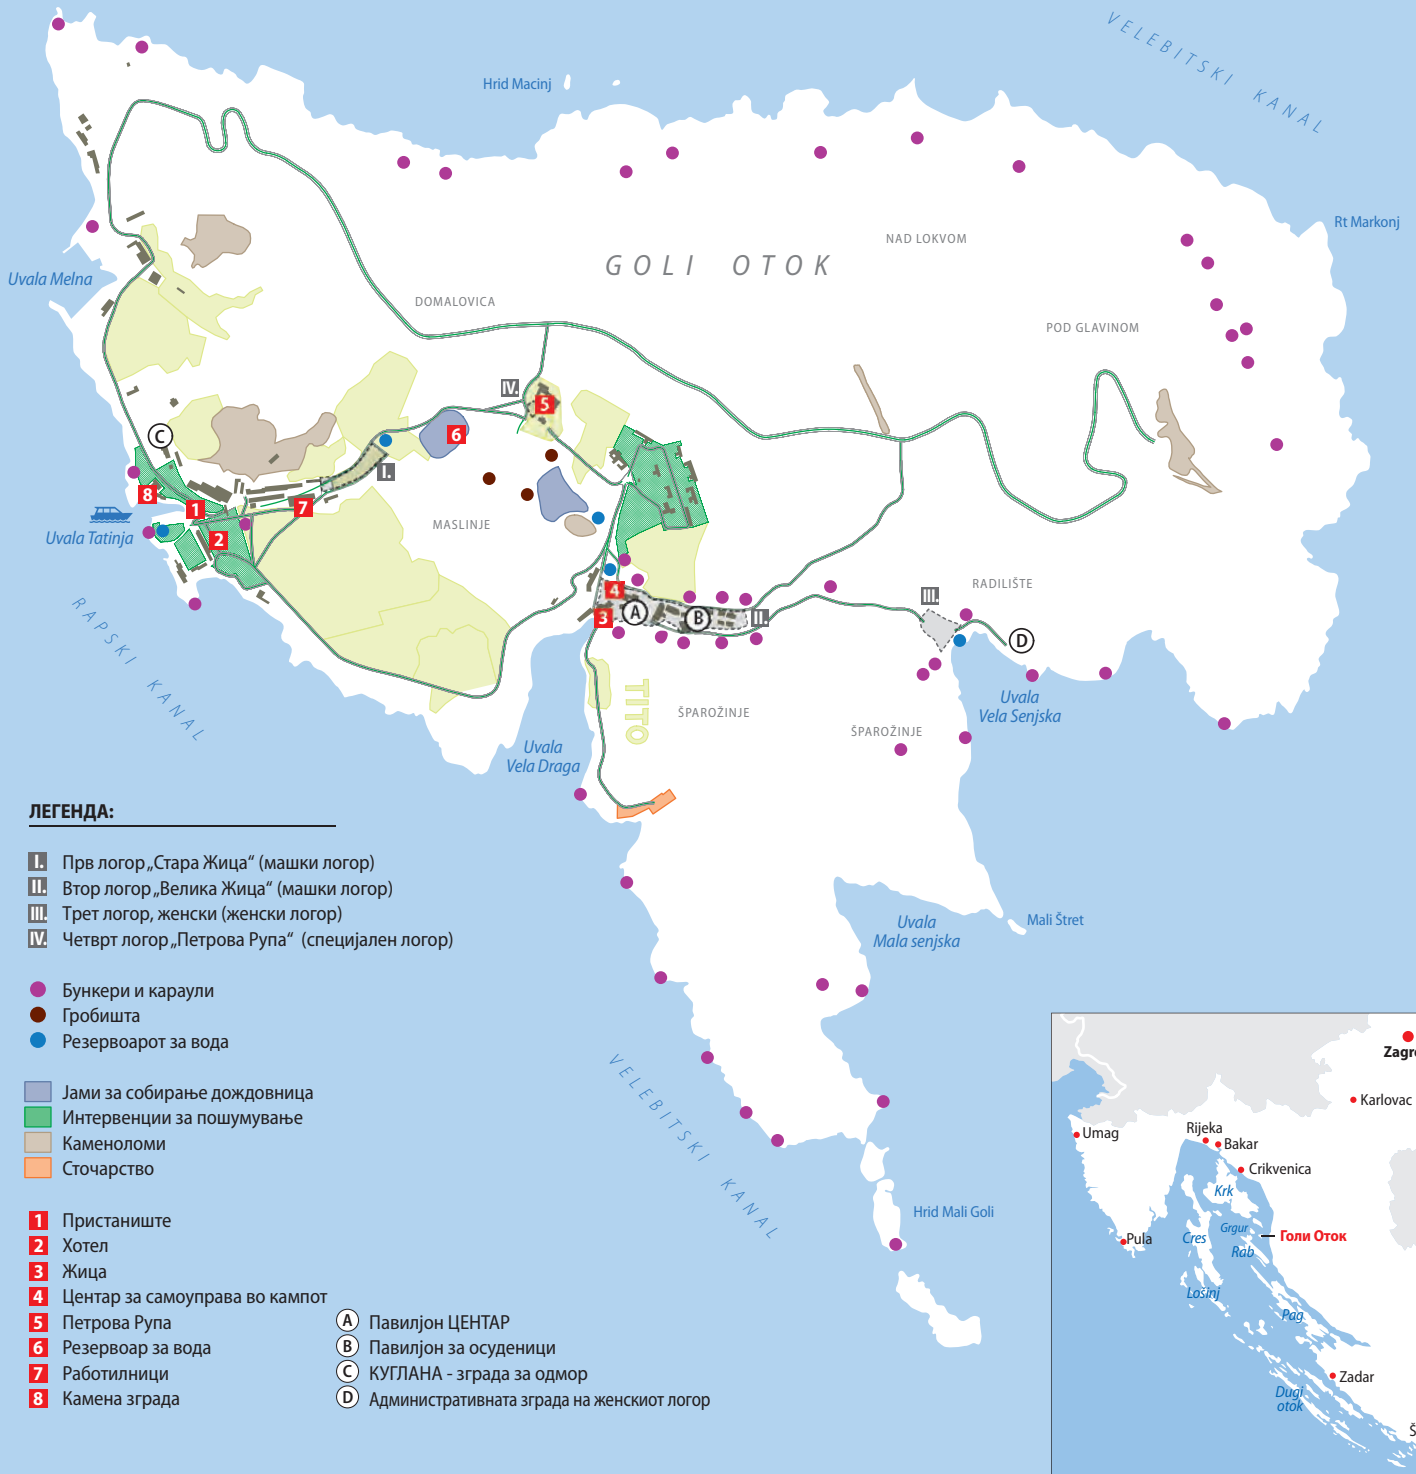 VELEBITSKI KANAL
Hrid Macinj
Rt Markonj
NAD LOKVOM
GOLI OTOK
Uvala Melna
DOMALOVICA
POD GLAVINOM
IV.
5
C
6
I.
8
1
7
2
MASLINJE
Uvala Tatinja
RADILIŠTE
4
III.
3
A
B
II.
D
RAPSKI KANAL
TITO
ŠPAROŽINJE
Uvala
Vela Senjska
ŠPAROŽINJE
Uvala
Vela Draga
Uvala
Mala senjska
Mali Štret
VELEBITSKI KANAL
Hrid Mali Goli
ЛЕГЕНДА:
I. Прв логор „Стара Жица“ (машки логор)
II. Втор логор „Велика Жица“ (машки логор)
III. Трет логор, женски (женски логор)
IV. Четврт логор „Петрова Рупа“ (специјален логор)
Бункери и караули
Гробишта
Резервоарот за вода
Јами за собирање дождовница
Интервенции за пошумување
Каменоломи
Сточарство
1 Пристаниште
2 Хотел
3 Жица
4 Центар за самоуправа во кампот
5 Петрова Рупа
6 Резервоар за вода
7 Работилници
8 Камена зграда
A Павилјон ЦЕНТАР
B Павилјон за осуденици
C КУГЛАНА - зграда за одмор
D Административната зграда на женскиот логор
Zagre
Karlovac
Umag
Rijeka
Bakar
Crikvenica
Krk
Pula
Cres
Grgur
Голи Оток
Rab
Lošinj
Pag
Zadar
Dugi
otok
Š